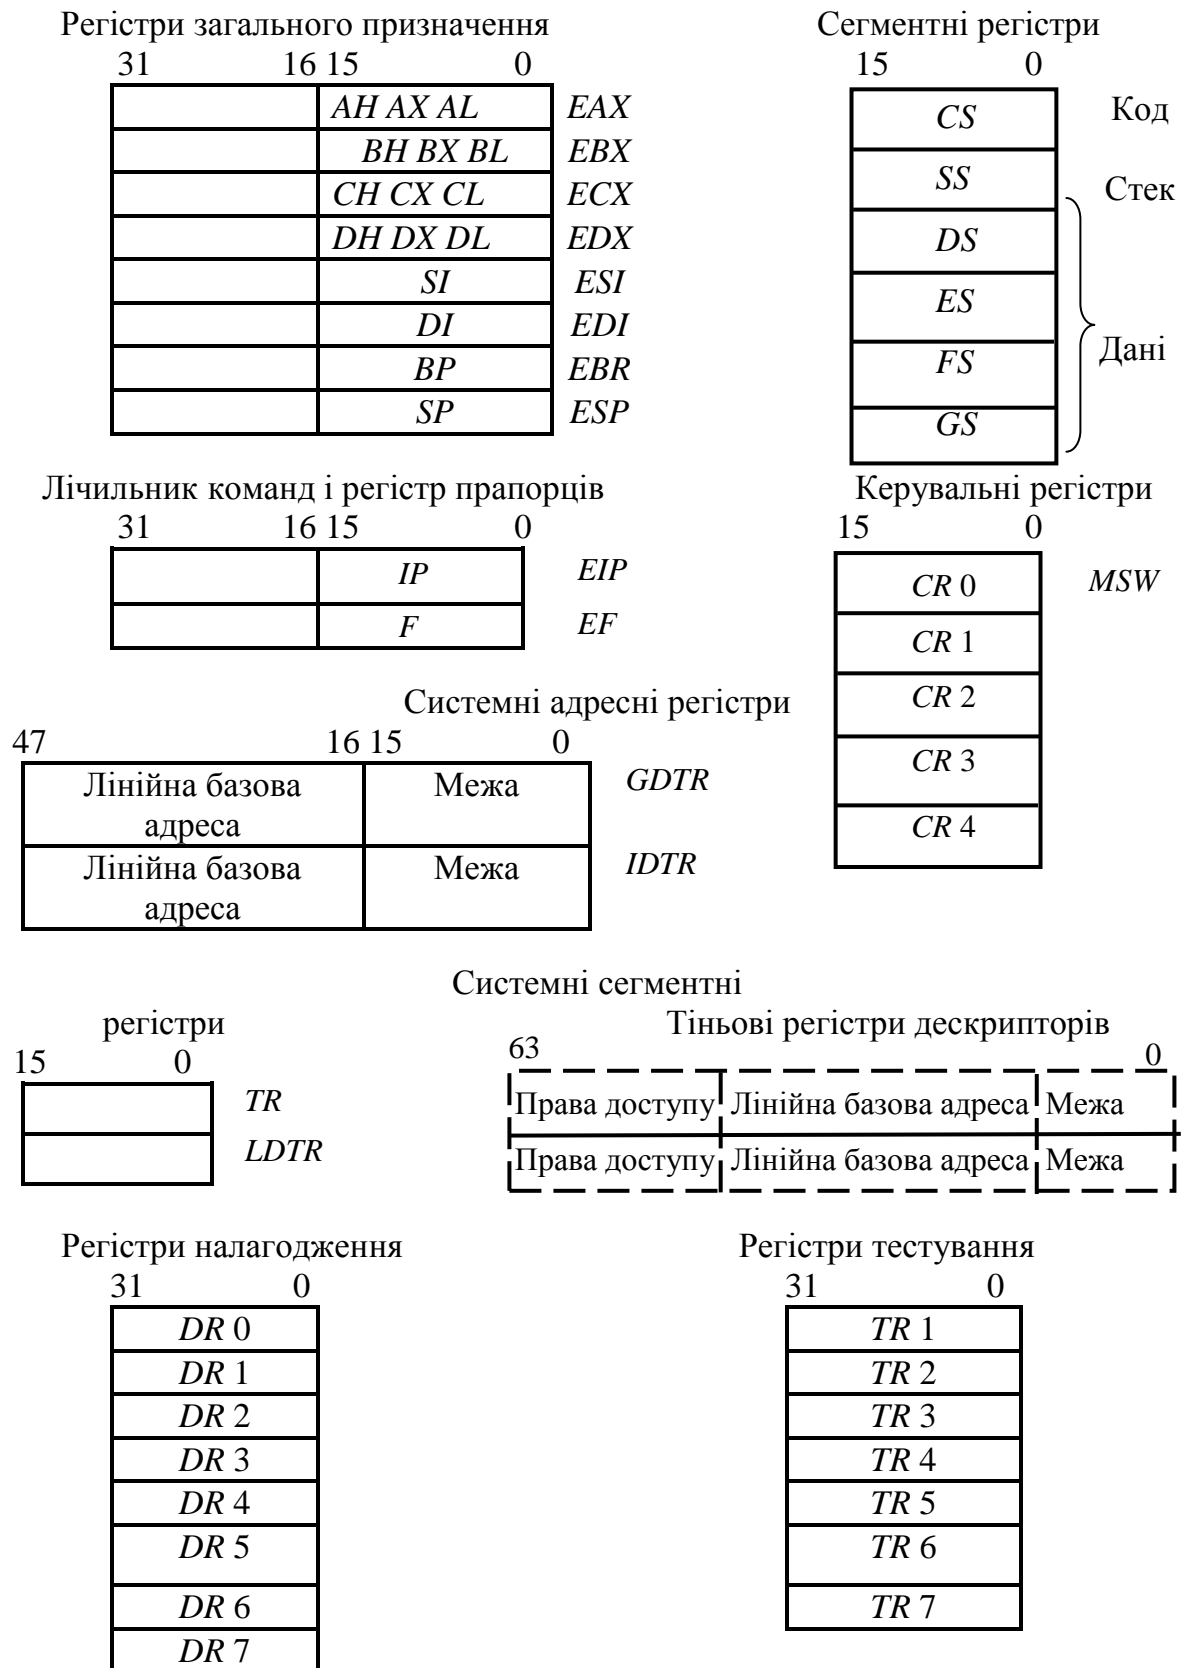 Регістри загального призначення
31 16 15 0
AH AX AL EAX
BH BX BL EBX
CH CX CL ECX
DH DX DL EDX
SI ESI
DI EDI
BP EBR
SP ESP
Сегментні регістри
15 0
CS Код
SS Стек
DS
ES
Дані
FS
GS
Лічильник команд і регістр прапорців
31 16 15 0
IP EIP
F EF
Керувальні регістри
15 0
CR 0 MSW
CR 1
CR 2
CR 3
CR 4
Системні адресні регістри
47 16 15 0
Лінійна базова Межа GDTR
адреса
Лінійна базова Межа IDTR
адреса
Системні сегментні
регістри
15 0
TR
LDTR
Тіньові регістри дескрипторів
63 0
Права доступу Лінійна базова адреса Межа
Права доступу Лінійна базова адреса Межа
Регістри налагодження
31 0
DR 0
DR 1
DR 2
DR 3
DR 4
DR 5
DR 6
DR 7
Регістри тестування
31 0
TR 1
TR 2
TR 3
TR 4
TR 5
TR 6
TR 7